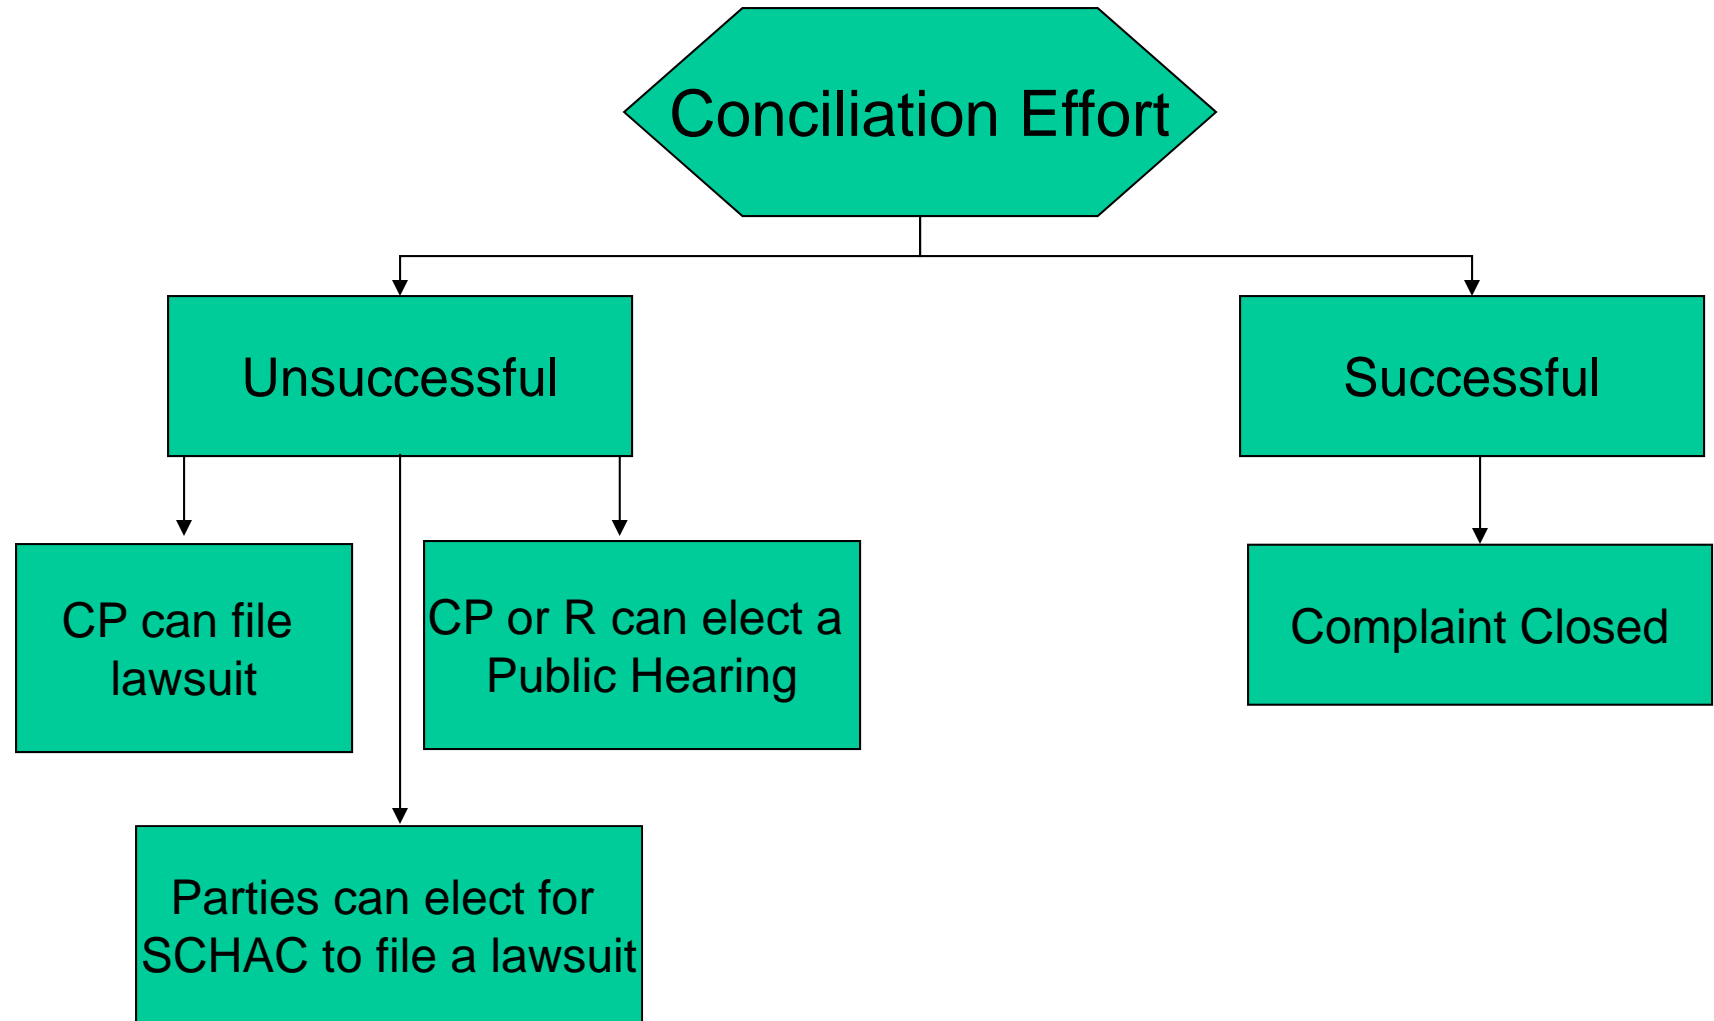 Conciliation Effort
Unsuccessful
Successful
CP can file
lawsuit
CP or R can elect a
Public Hearing
Complaint Closed
Parties can elect for
SCHAC to file a lawsuit